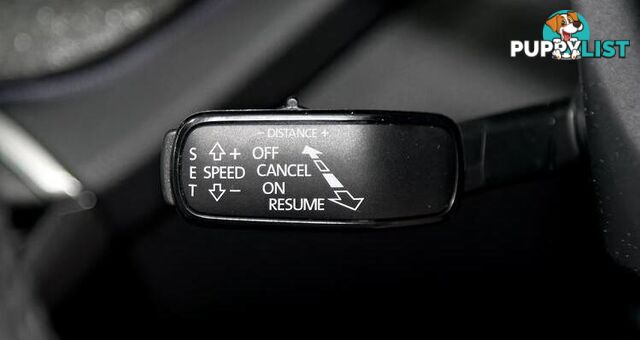 PUPPYLIST
− DISTANCE +
S + OFF
CANCEL
E SPEED
ON
T −
RESUME